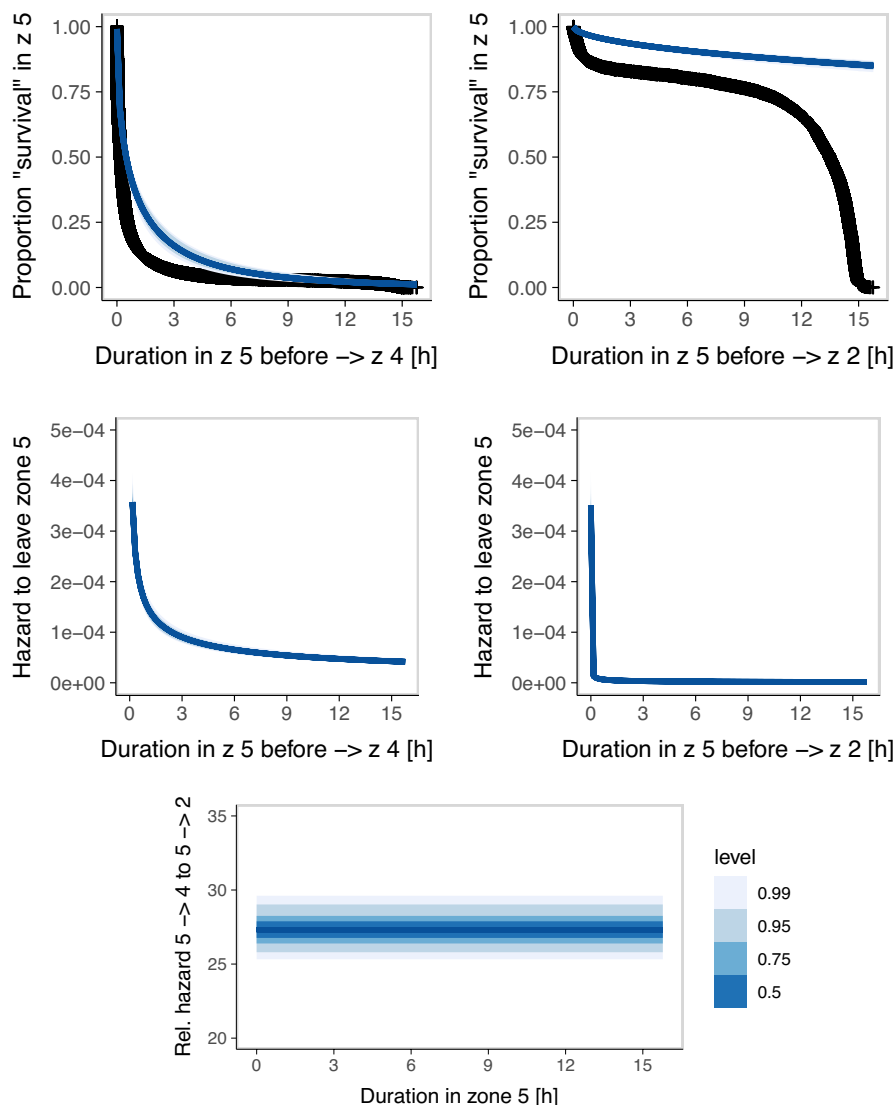 Proportion "survival" in z 5
1.00
0.75
0.50
0.25
0.00
0 3 6 9 12 15
Duration in z 5 before −> z 4 [h]
Proportion "survival" in z 5
1.00
0.75
0.50
0.25
0.00
0 3 6 9 12 15
Duration in z 5 before −> z 2 [h]
Hazard to leave zone 5
5e−04
4e−04
3e−04
2e−04
1e−04
0e+00
0 3 6 9 12 15
Duration in z 5 before −> z 4 [h]
Hazard to leave zone 5
5e−04
4e−04
3e−04
2e−04
1e−04
0e+00
0 3 6 9 12 15
Duration in z 5 before −> z 2 [h]
Rel. hazard 5 −> 4 to 5 −> 2
35
30
25
20
0 3 6 9 12 15
Duration in zone 5 [h]
level
0.99
0.95
0.75
0.5